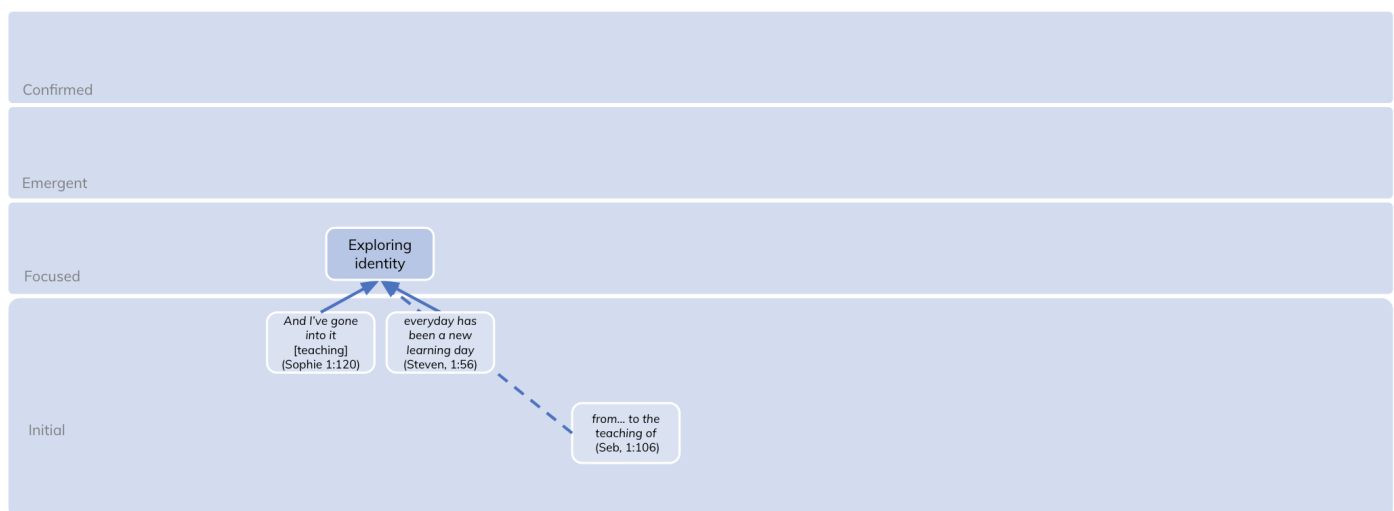 Confirmed
Emergent
Exploring
identity
Focused
And I've gone
into it
[teaching]
(Sophie 1:120)
everyday has
been a new
learning day
(Steven, 1:56)
from... to the
teaching of
(Seb, 1:106)
Initial